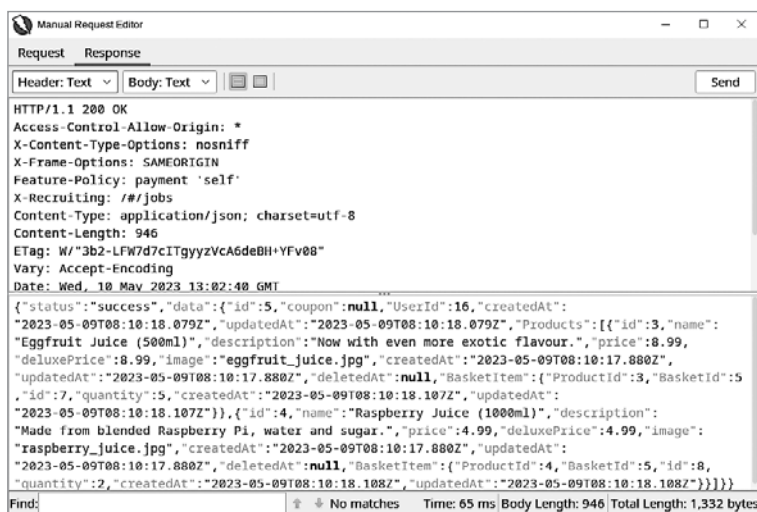 Manual Request Editor
Request Response
Header: Text Body: Text Send
HTTP/1.1 200 OK
Access-Control-Allow-Origin: *
X-Content-Type-Options: nosniff
X-Frame-Options: SAMEORIGIN
Feature-Policy: payment 'self'
X-Recruiting: /#/jobs
Content-Type: application/json; charset=utf-8
Content-Length: 946
ETag: W/"3b2-LFW7d7cITgyyzVcA6deBH+YFv08"
Vary: Accept-Encoding
Date: Wed, 10 May 2023 13:02:40 GMT
{"status":"success","data":{"id":5,"coupon":null,"UserId":16,"createdAt":
"2023-05-09T08:10:18.079Z","updatedAt":"2023-05-09T08:10:18.079Z","Products":[{"id":3,"name":
"Eggfruit Juice (500ml)","description":"Now with even more exotic flavour.","price":8.99,
"deluxePrice":8.99,"image":"eggfruit_juice.jpg","createdAt":"2023-05-09T08:10:17.880Z",
"updatedAt":"2023-05-09T08:10:17.880Z","deletedAt":null,"BasketItem":{"ProductId":3,"BasketId":5
,"id":7,"quantity":5,"createdAt":"2023-05-09T08:10:18.107Z","updatedAt":
"2023-05-09T08:10:18.107Z"}},{"id":4,"name":"Raspberry Juice (1000ml)","description":
"Made from blended Raspberry Pi, water and sugar.","price":4.99,"deluxePrice":4.99,"image":
"raspberry_juice.jpg","createdAt":"2023-05-09T08:10:17.880Z","updatedAt":
"2023-05-09T08:10:17.880Z","deletedAt":null,"BasketItem":{"ProductId":4,"BasketId":5,"id":8,
"quantity":2,"createdAt":"2023-05-09T08:10:18.108Z","updatedAt":"2023-05-09T08:10:18.108Z"}}]}}
Find: No matches Time: 65 ms Body Length: 946 Total Length: 1,332 bytes